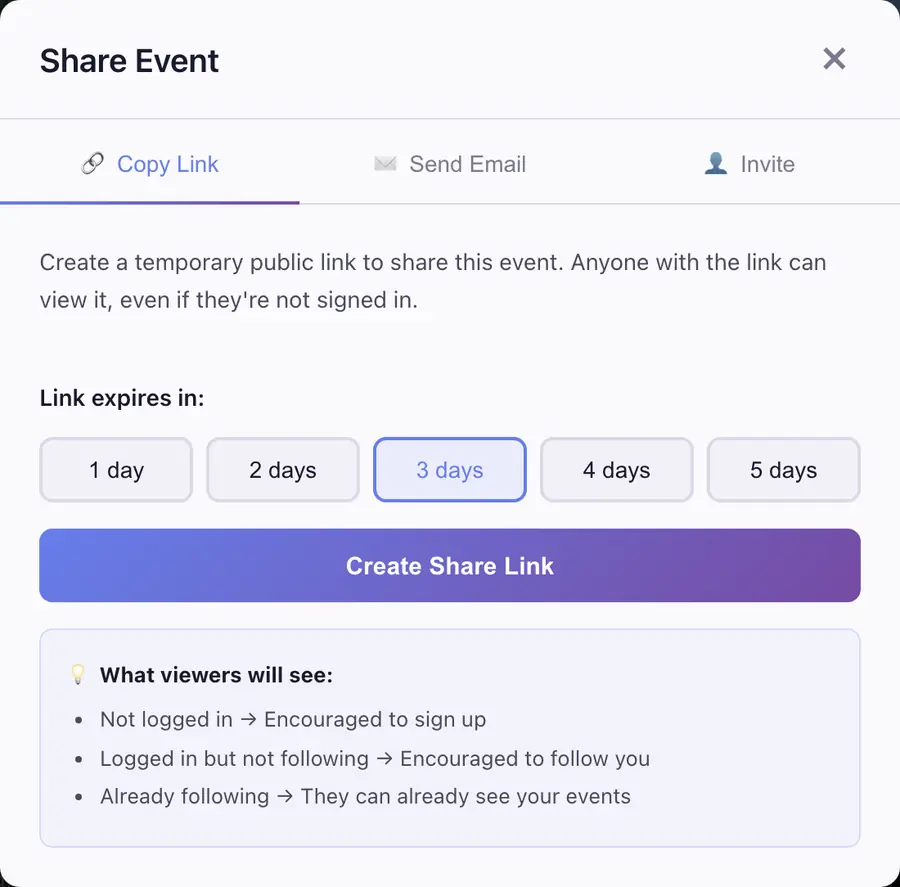 Share Event
Copy Link
Send Email
Invite
Create a temporary public link to share this event. Anyone with the link can
view it, even if they're not signed in.
Link expires in:
1 day
2 days
3 days
4 days
5 days
Create Share Link
What viewers will see:
• Not logged in → Encouraged to sign up
• Logged in but not following → Encouraged to follow you
• Already following → They can already see your events